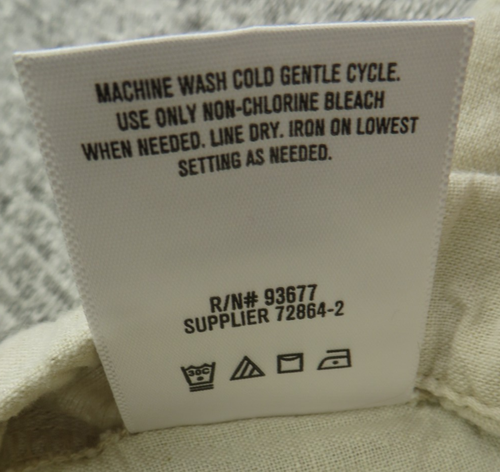 MACHINE WASH COLD GENTLE CYCLE.
USE ONLY NON-CHLORINE BLEACH
WHEN NEEDED. LINE DRY. IRON ON LOWEST
SETTING AS NEEDED.
R/N# 93677
SUPPLIER 72864-2
30C